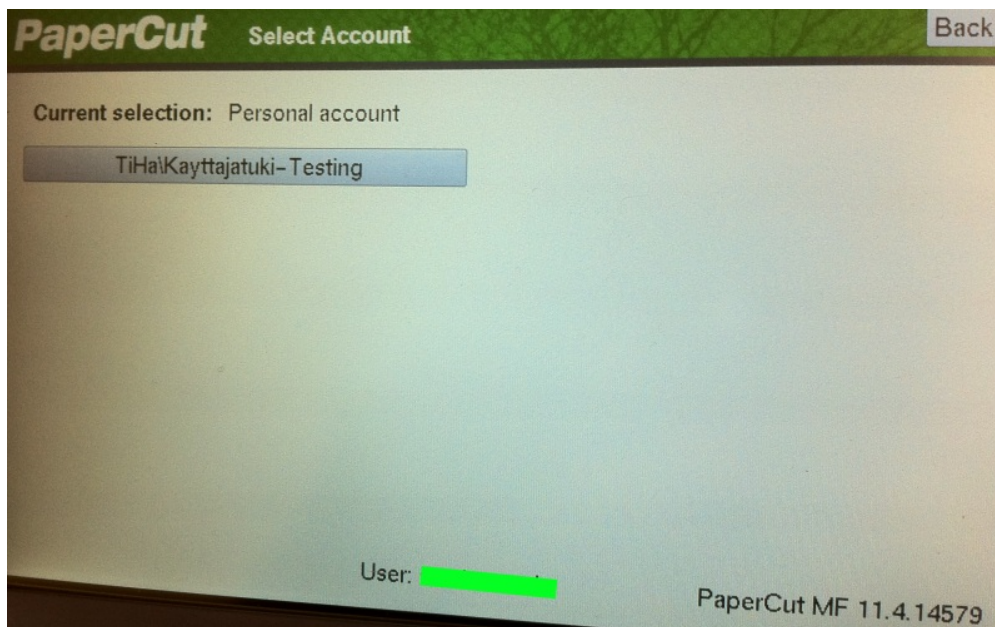 PaperCut Select Account Back
Current selection: Personal account
TiHa\Kayttajatuki-Testing
User:
PaperCut MF 11.4.14579